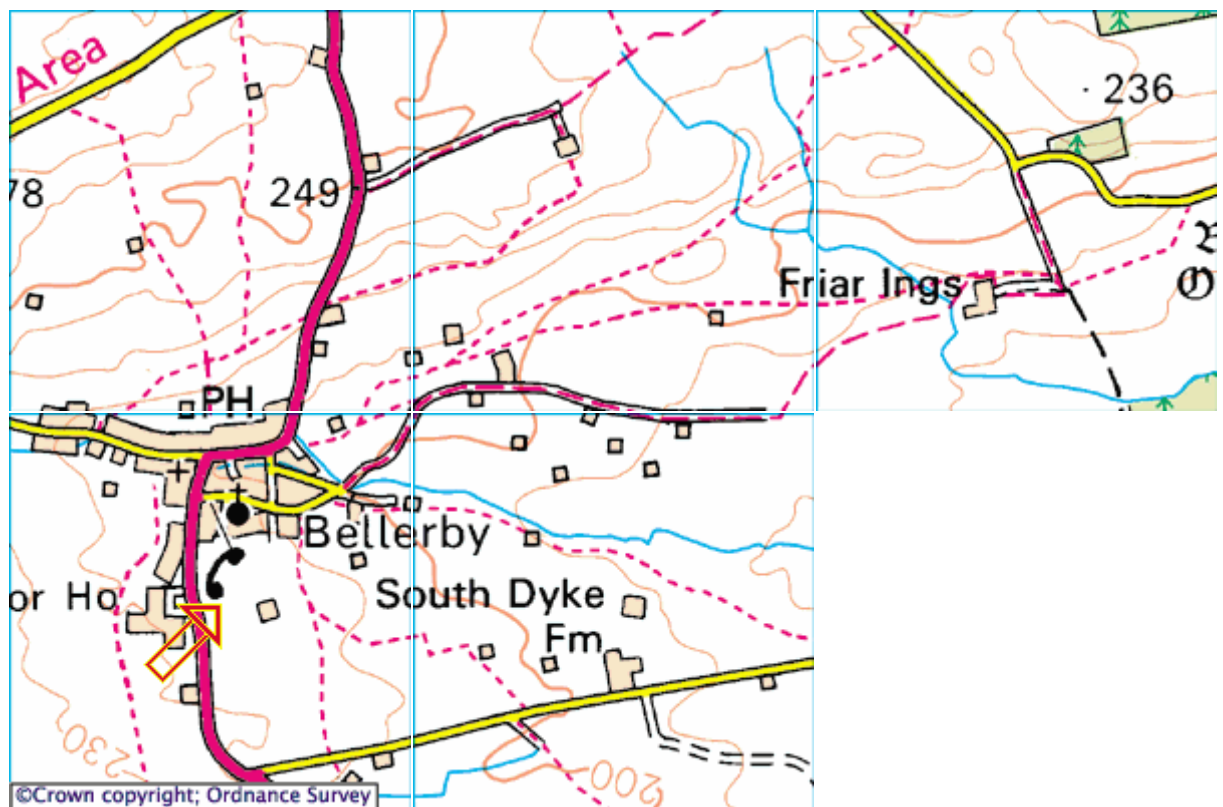 Area
236
78
249
Friar Ings
PH
Bellerby
or Ho
South Dyke
Fm
230
200
©Crown copyright; Ordnance Survey